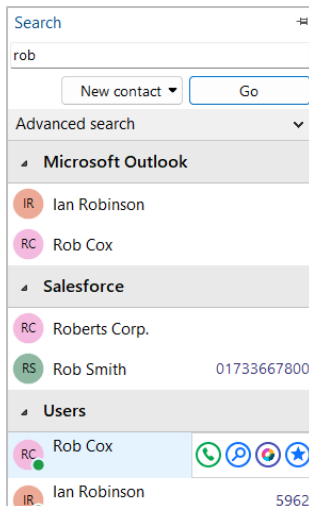 Search
rob
New contact Go
Advanced search
Microsoft Outlook
IR Ian Robinson
RC Rob Cox
Salesforce
RC Roberts Corp.
RS Rob Smith 01733667800
Users
RC Rob Cox
IR Ian Robinson 5962